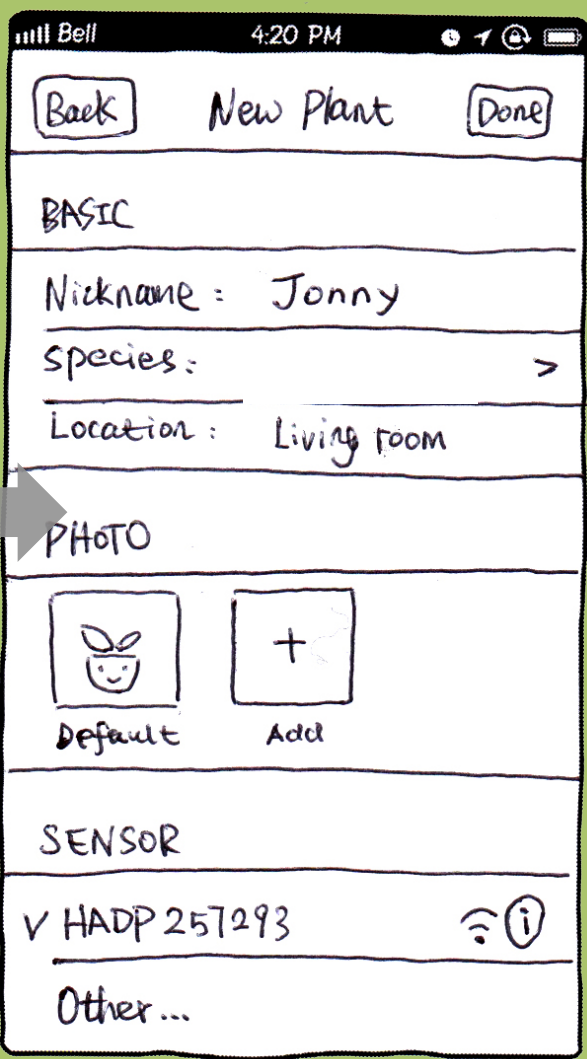 Bell 4:20 PM
Back New Plant Done
BASIC
Nickname: Jonny
Species: >
Location: Living room
PHOTO
+
Default Add
SENSOR
✓ HADP 257293 i
Other...